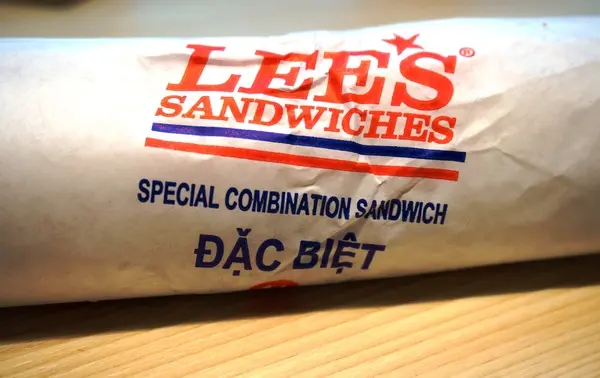 LEE'S®
SANDWICHES
SPECIAL COMBINATION SANDWICH
ĐẶC BIỆT